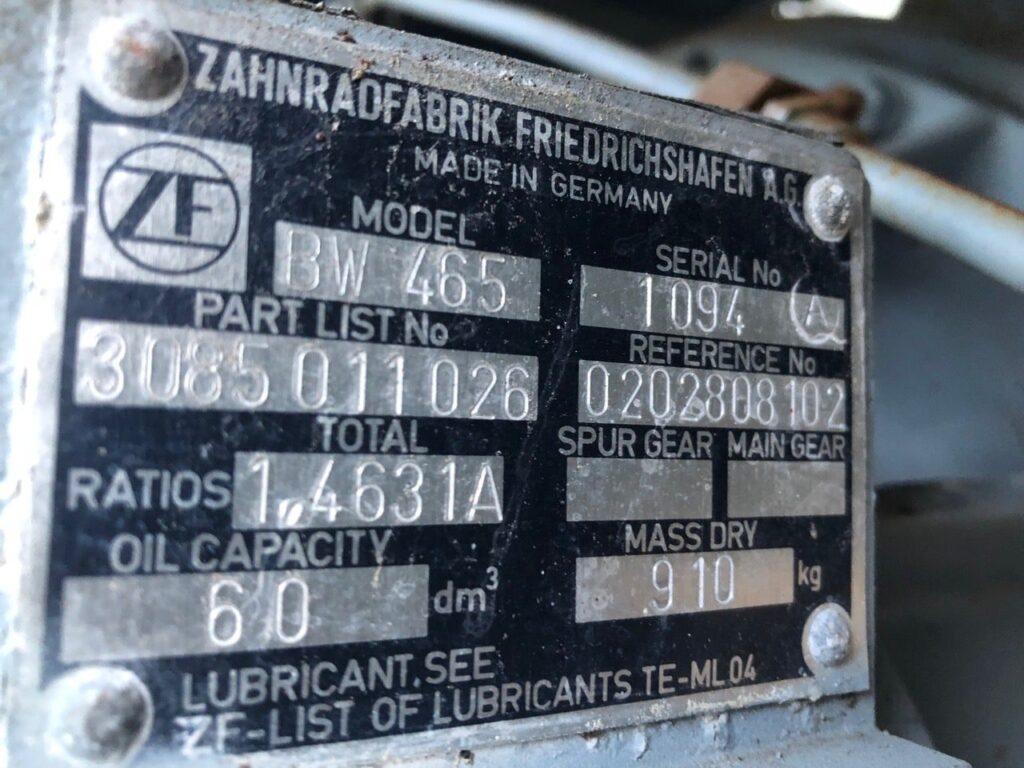 ZAHNRADFABRIK FRIEDRICHSHAFEN A.G.
MADE IN GERMANY
ZF
MODEL
BW 465
SERIAL No
1094 A
PART LIST No
3085 011 026
REFERENCE No
0202808102
TOTAL
RATIOS 1.4631A
SPUR GEAR MAIN GEAR
OIL CAPACITY
60 dm³
MASS DRY
910 kg
LUBRICANT. SEE
ZF-LIST OF LUBRICANTS TE-ML 04